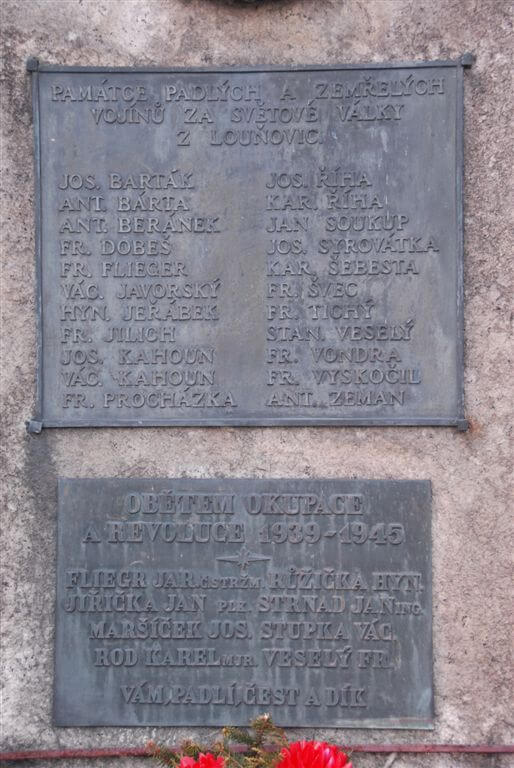 PAMÁTCE PADLÝCH A ZEMŘELÝCH
VOJÍNŮ ZA SVĚTOVÉ VÁLKY
Z LOUŇOVIC.
JOS. BARTÁK
ANT. BÁRTA
ANT. BERÁNEK
FR. DOBEŠ
FR. FLIEGER
VÁC. JAVORSKÝ
HYN. JEŘÁBEK
FR. JILICH
JOS. KAHOUN
VÁC. KAHOUN
FR. PROCHÁZKA
JOS. ŘÍHA
KAR. ŘÍHA
JAN SOUKUP
JOS. SYROVÁTKA
KAR. ŠEBESTA
FR. ŠVEC
FR. TICHÝ
STAN. VESELÝ
FR. VONDRA
FR. VYSKOČIL
ANT. ZEMAN
OBĚTEM OKUPACE
A REVOLUCE 1939-1945
FLIEGR JAR. Č.STRŽM. RŮŽIČKA HYN.
JIŘIČKA JAN PLK. STRNAD JAN ING.
MARŠÍČEK JOS. STUPKA VÁC.
ROD KAREL MJR. VESELÝ FR.
VÁM, PADLÍ, ČEST A DÍK